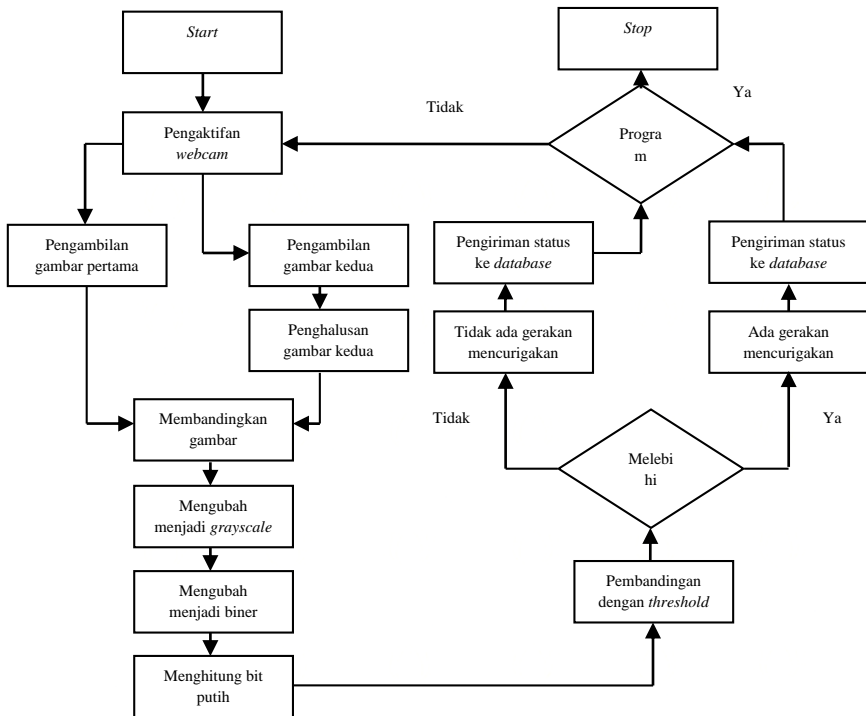 Start
Pengaktifan
webcam
Pengambilan
gambar pertama
Pengambilan
gambar kedua
Penghalusan
gambar kedua
Membandingkan
gambar
Mengubah
menjadi grayscale
Mengubah
menjadi biner
Menghitung bit
putih
Pembandingan
dengan threshold
Melebi
hi
Tidak
Ya
Tidak ada gerakan
mencurigakan
Ada gerakan
mencurigakan
Pengiriman status
ke database
Pengiriman status
ke database
Progra
m
Tidak
Ya
Stop